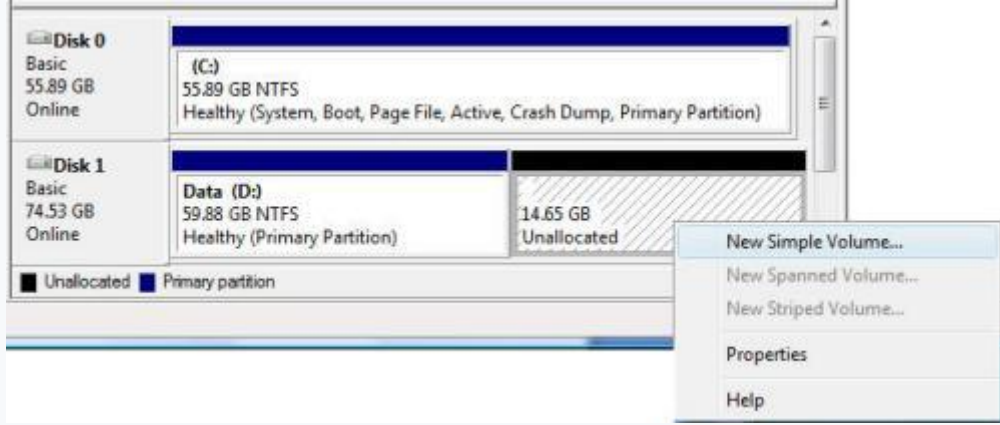 Disk 0
Basic
55.89 GB
Online
(C:)
55.89 GB NTFS
Healthy (System, Boot, Page File, Active, Crash Dump, Primary Partition)
Disk 1
Basic
74.53 GB
Online
Data (D:)
59.88 GB NTFS
Healthy (Primary Partition)
14.65 GB
Unallocated
Unallocated Primary partition
New Simple Volume...
New Spanned Volume...
New Striped Volume...
Properties
Help